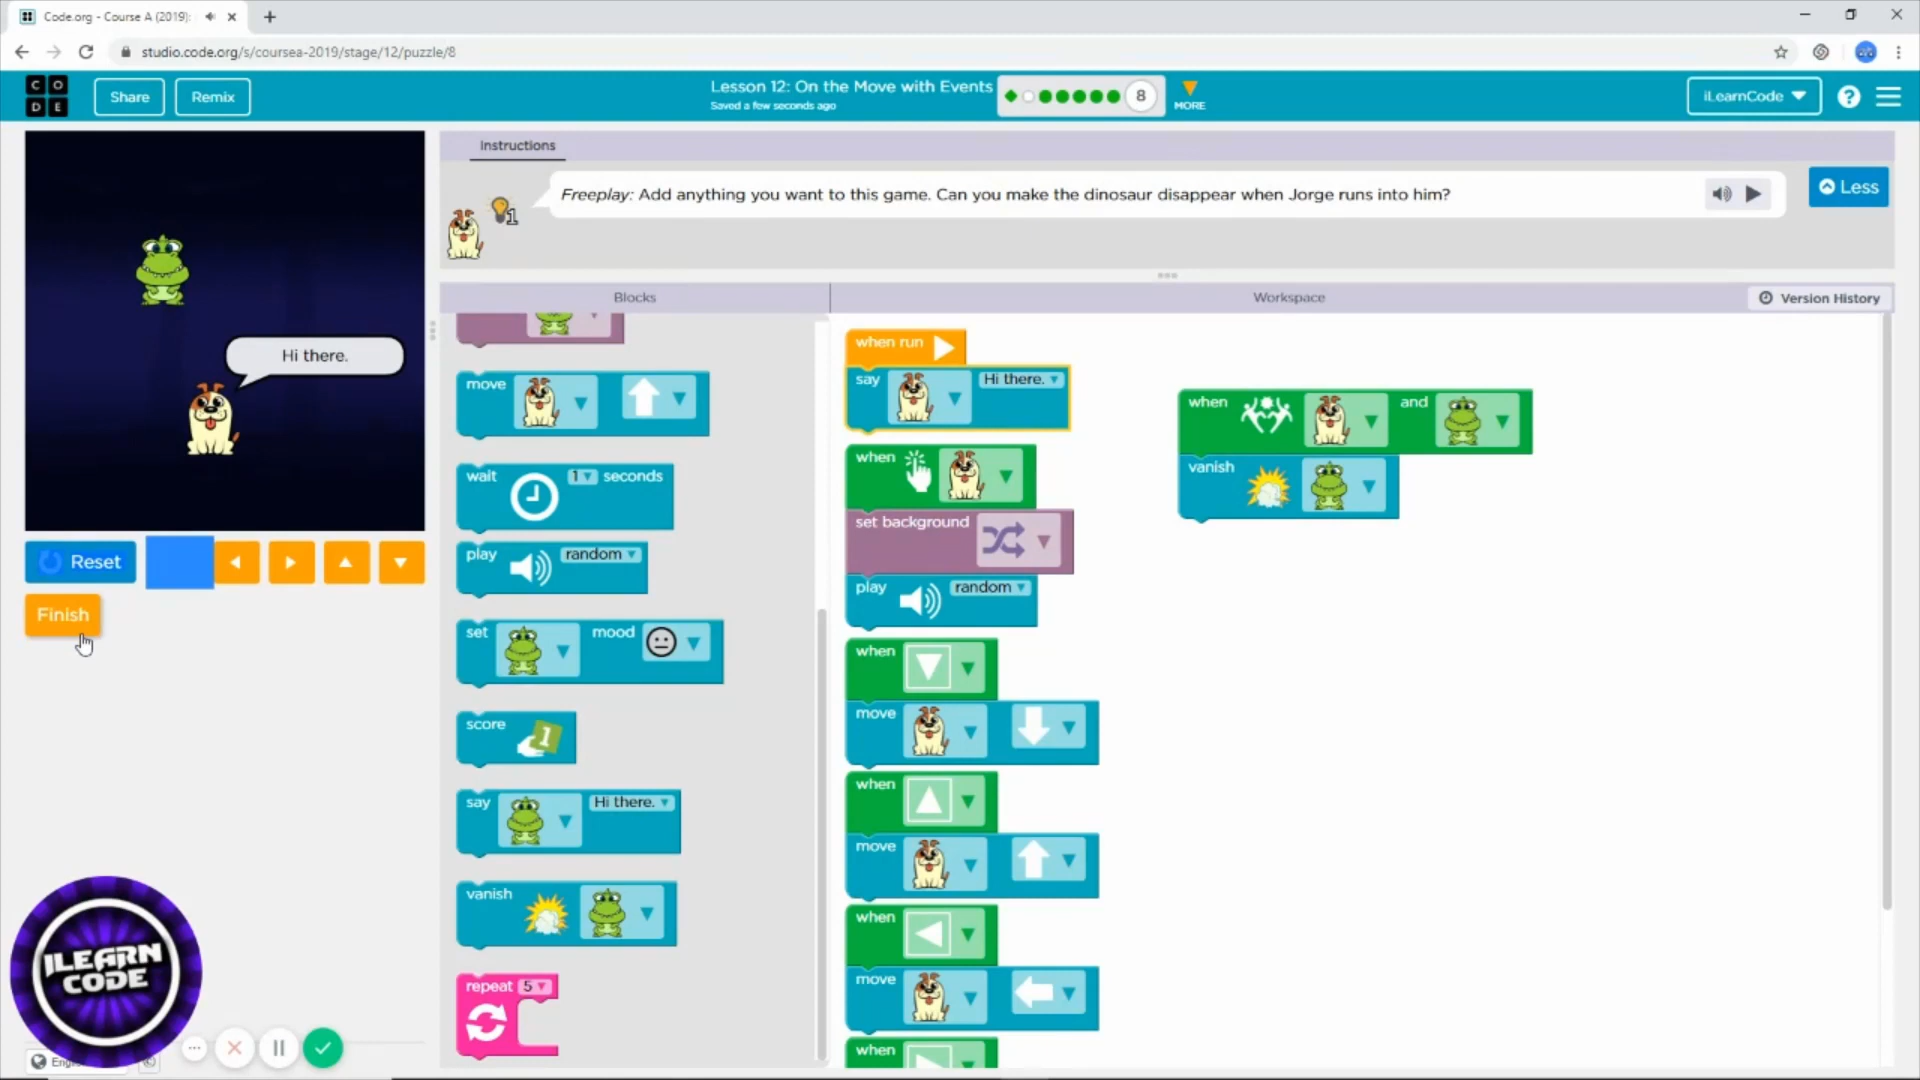 Code.org - Course A (2019):
studio.code.org/s/coursea-2019/stage/12/puzzle/8
C O
D E
Share
Remix
Lesson 12: On the Move with Events
Saved a few seconds ago
8
MORE
iLearnCode
?
Instructions
1
Freeplay: Add anything you want to this game. Can you make the dinosaur disappear when Jorge runs into him?
Less
Hi there.
Reset
Finish
Blocks
Workspace
Version History
move
wait 1 seconds
play random
set mood
score 1
say Hi there.
vanish
repeat 5
when run
say Hi there.
when
set background
play random
when
move
when
move
when
move
when
when and
vanish
ILEARN
CODE